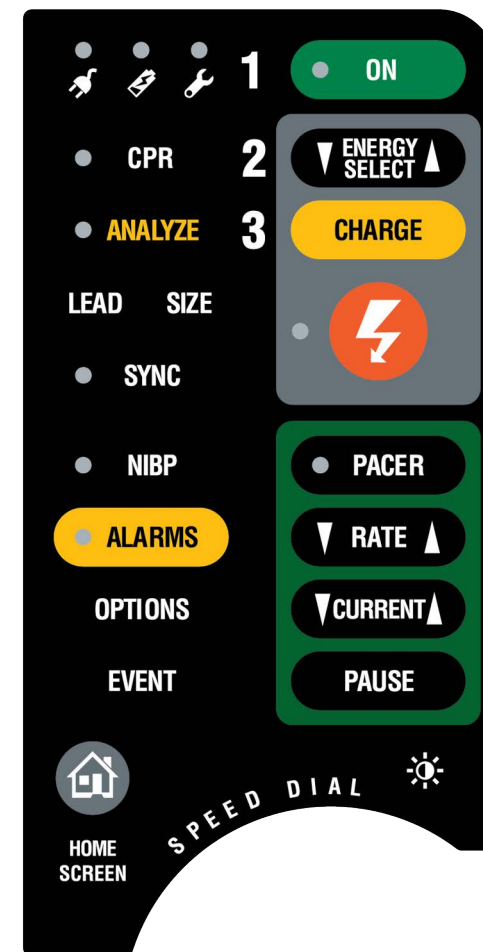 1 ON
CPR 2 ENERGY SELECT
ANALYZE 3 CHARGE
LEAD SIZE
SYNC
NIBP PACER
ALARMS RATE
OPTIONS CURRENT
EVENT PAUSE
SPEED DIAL
HOME
SCREEN